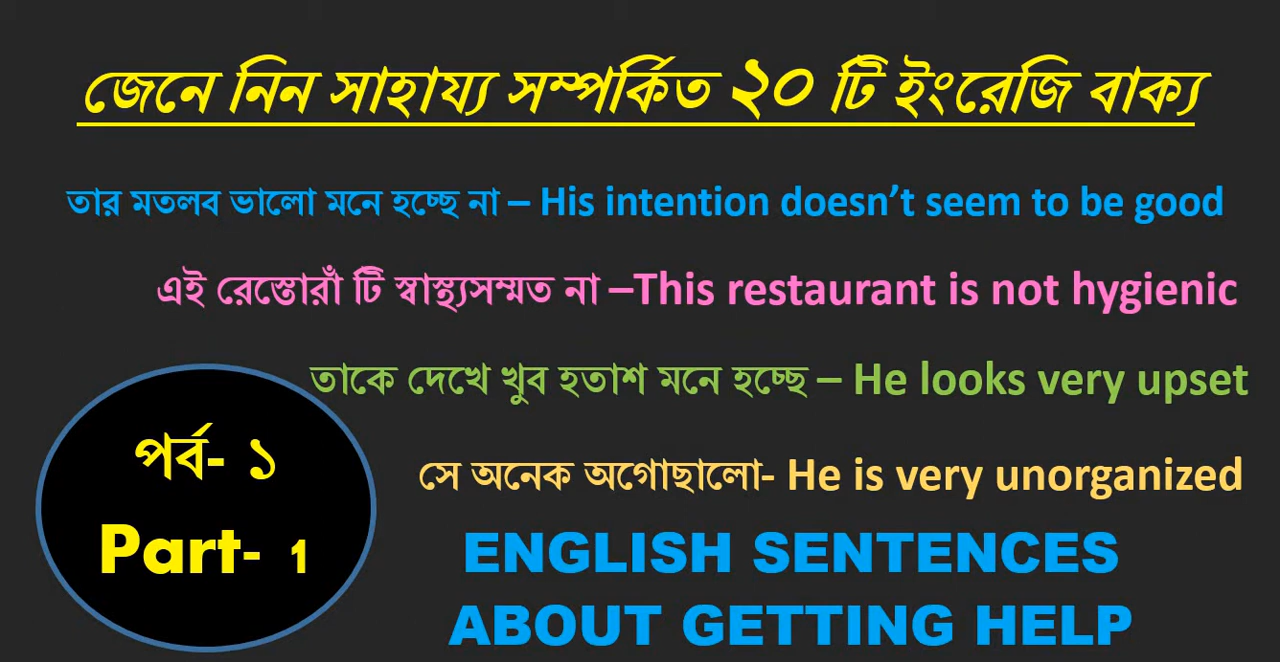 জেনে নিন সাহায্য সম্পর্কিত ২০ টি ইংরেজি বাক্য
তার মতলব ভালো মনে হচ্ছে না – His intention doesn’t seem to be good
এই রেস্তোরাঁ টি স্বাস্থ্যসম্মত না –This restaurant is not hygienic
তাকে দেখে খুব হতাশ মনে হচ্ছে – He looks very upset
সে অনেক অগোছালো- He is very unorganized
পর্ব- ১
Part- 1
ENGLISH SENTENCES
ABOUT GETTING HELP